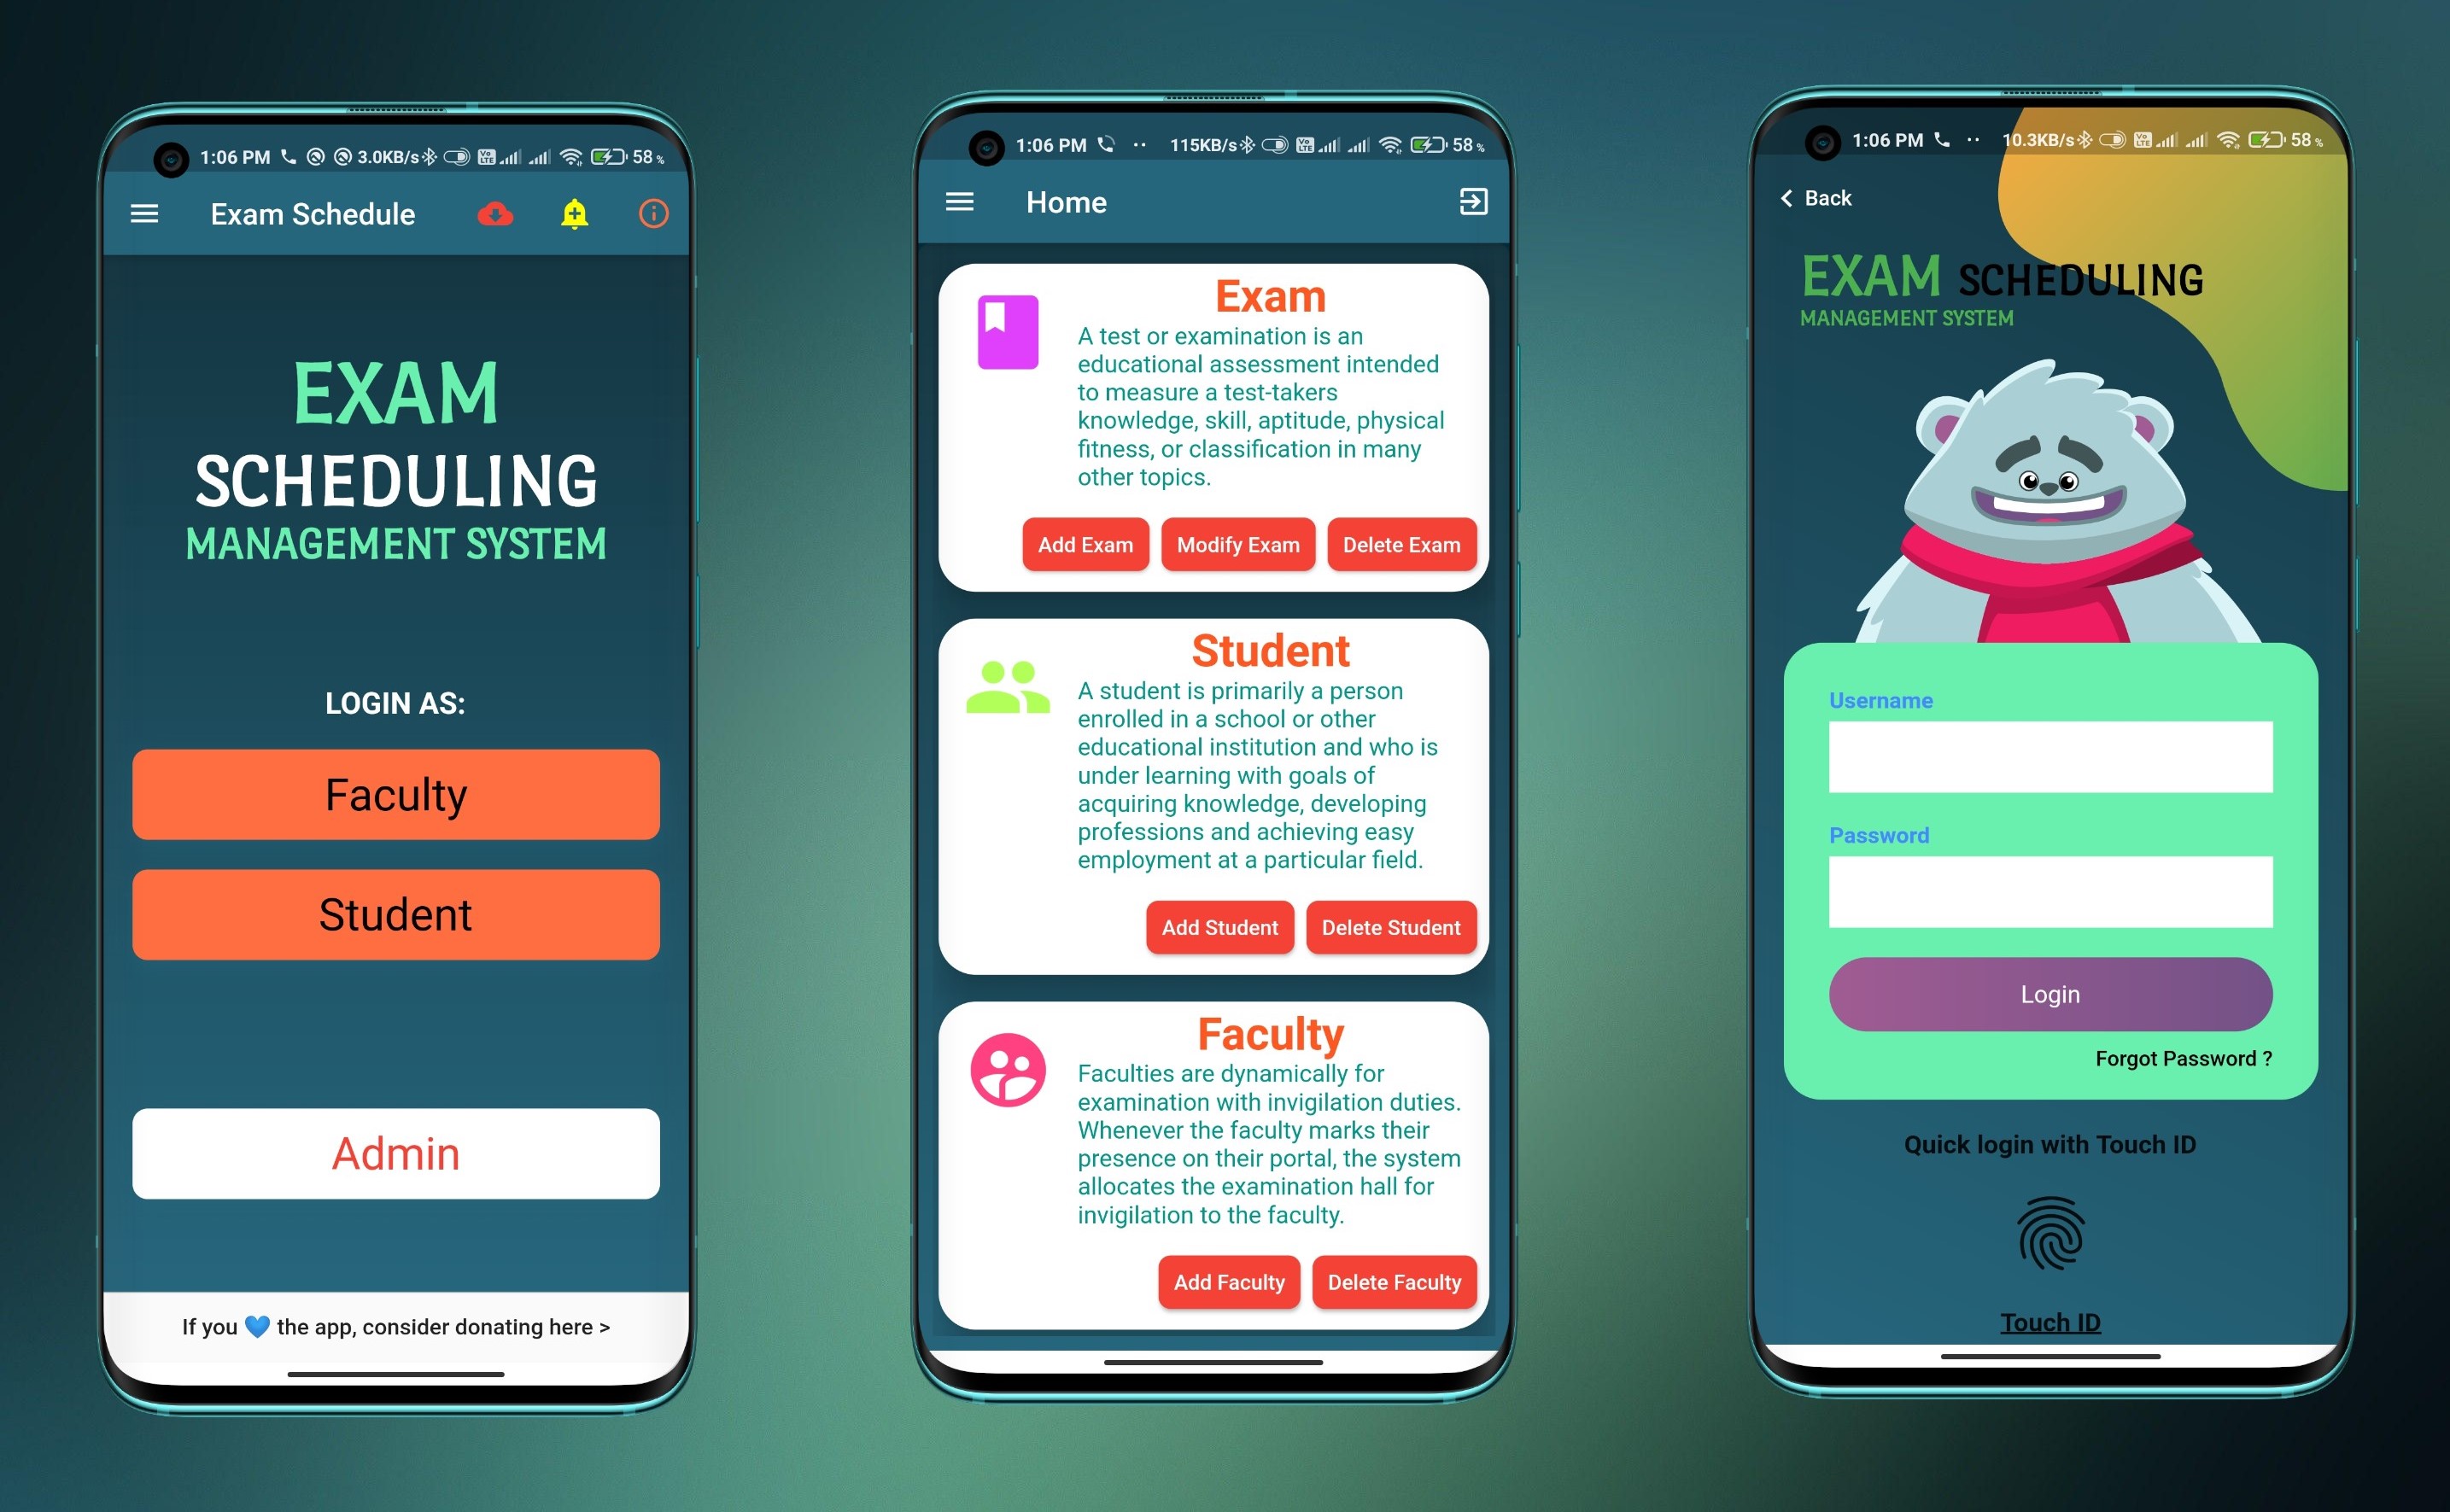 1:06 PM 3.0KB/s Vo LTE 58 %
Exam Schedule
EXAM
SCHEDULING
MANAGEMENT SYSTEM
LOGIN AS:
Faculty
Student
Admin
If you 💙 the app, consider donating here >
1:06 PM 115KB/s Vo LTE 58 %
Home
Exam
A test or examination is an
educational assessment intended
to measure a test-takers
knowledge, skill, aptitude, physical
fitness, or classification in many
other topics.
Add Exam Modify Exam Delete Exam
Student
A student is primarily a person
enrolled in a school or other
educational institution and who is
under learning with goals of
acquiring knowledge, developing
professions and achieving easy
employment at a particular field.
Add Student Delete Student
Faculty
Faculties are dynamically for
examination with invigilation duties.
Whenever the faculty marks their
presence on their portal, the system
allocates the examination hall for
invigilation to the faculty.
Add Faculty Delete Faculty
1:06 PM 10.3KB/s Vo LTE 58 %
Back
EXAM SCHEDULING
MANAGEMENT SYSTEM
Username
Password
Login
Forgot Password ?
Quick login with Touch ID
Touch ID